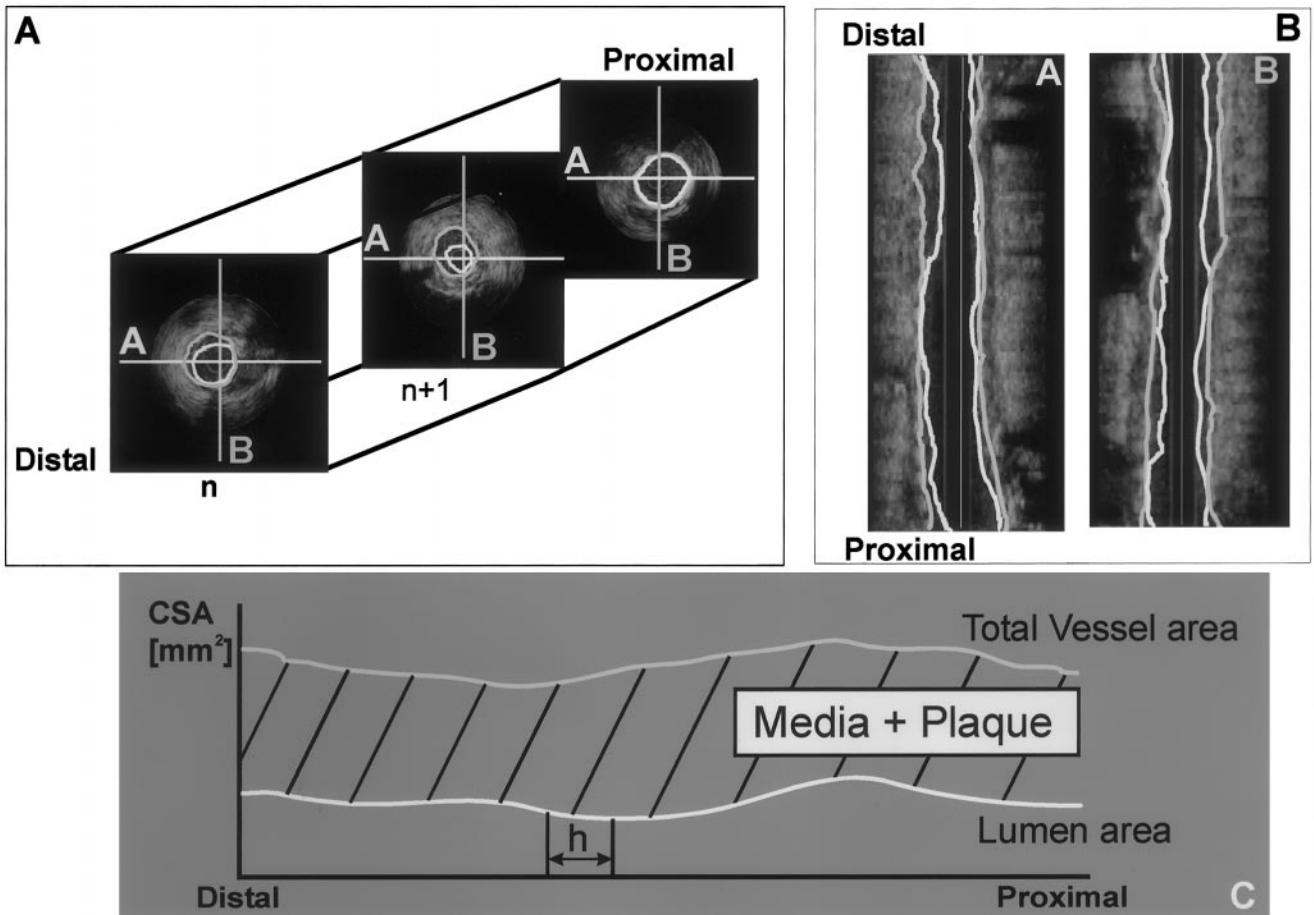 A
Proximal
A
B
A
B
n+1
A
B
Distal
n
B
Distal
A
B
Proximal
CSA
[mm²]
Total Vessel area
Media + Plaque
h
Lumen area
Distal
Proximal
C